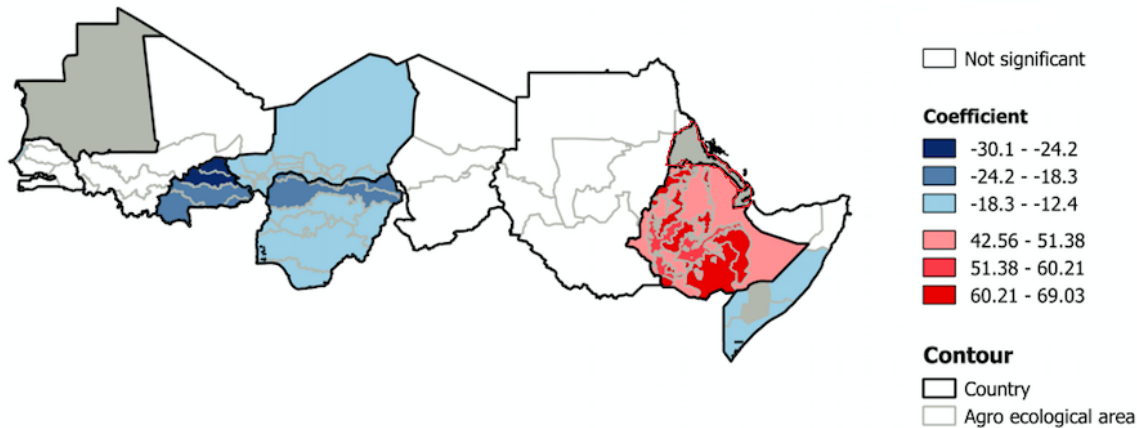 Not significant
Coefficient
-30.1 - -24.2
-24.2 - -18.3
-18.3 - -12.4
42.56 - 51.38
51.38 - 60.21
60.21 - 69.03
Contour
Country
Agro ecological area